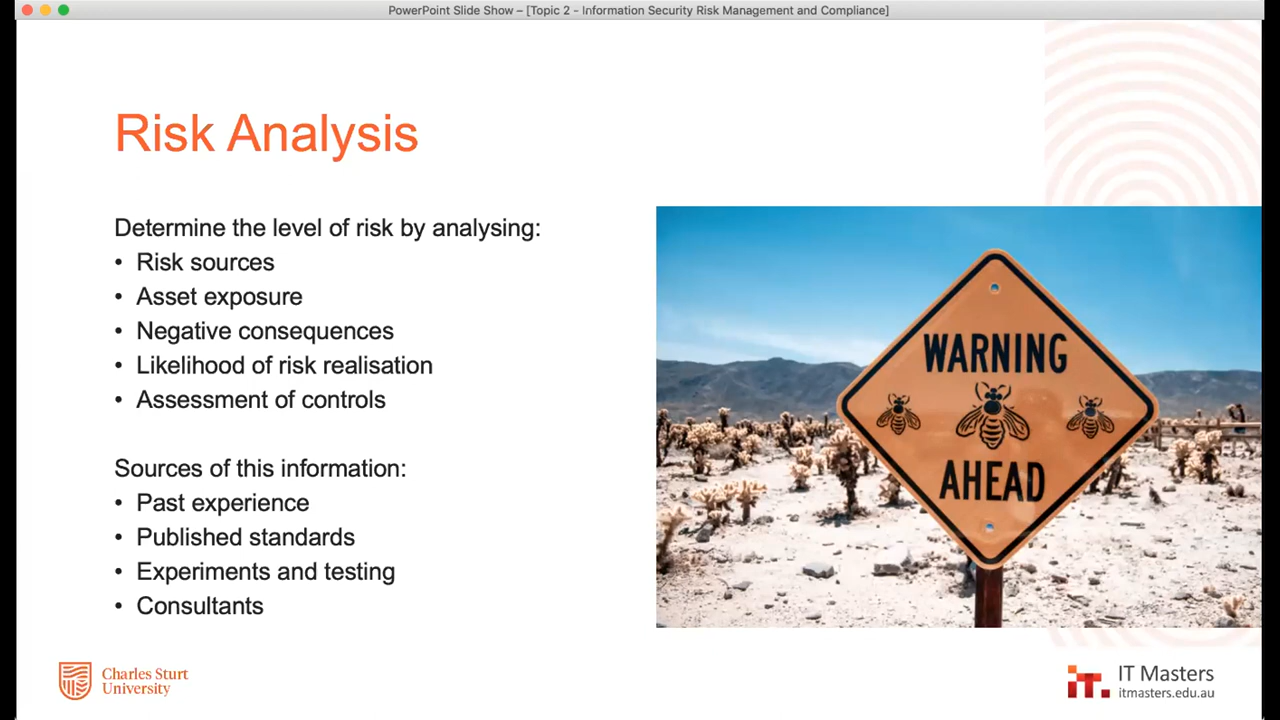 PowerPoint Slide Show – [Topic 2 - Information Security Risk Management and Compliance]
Risk Analysis
Determine the level of risk by analysing:
• Risk sources
• Asset exposure
• Negative consequences
• Likelihood of risk realisation
• Assessment of controls
Sources of this information:
• Past experience
• Published standards
• Experiments and testing
• Consultants
WARNING
AHEAD
Charles Sturt
University
it.
IT Masters
itmasters.edu.au